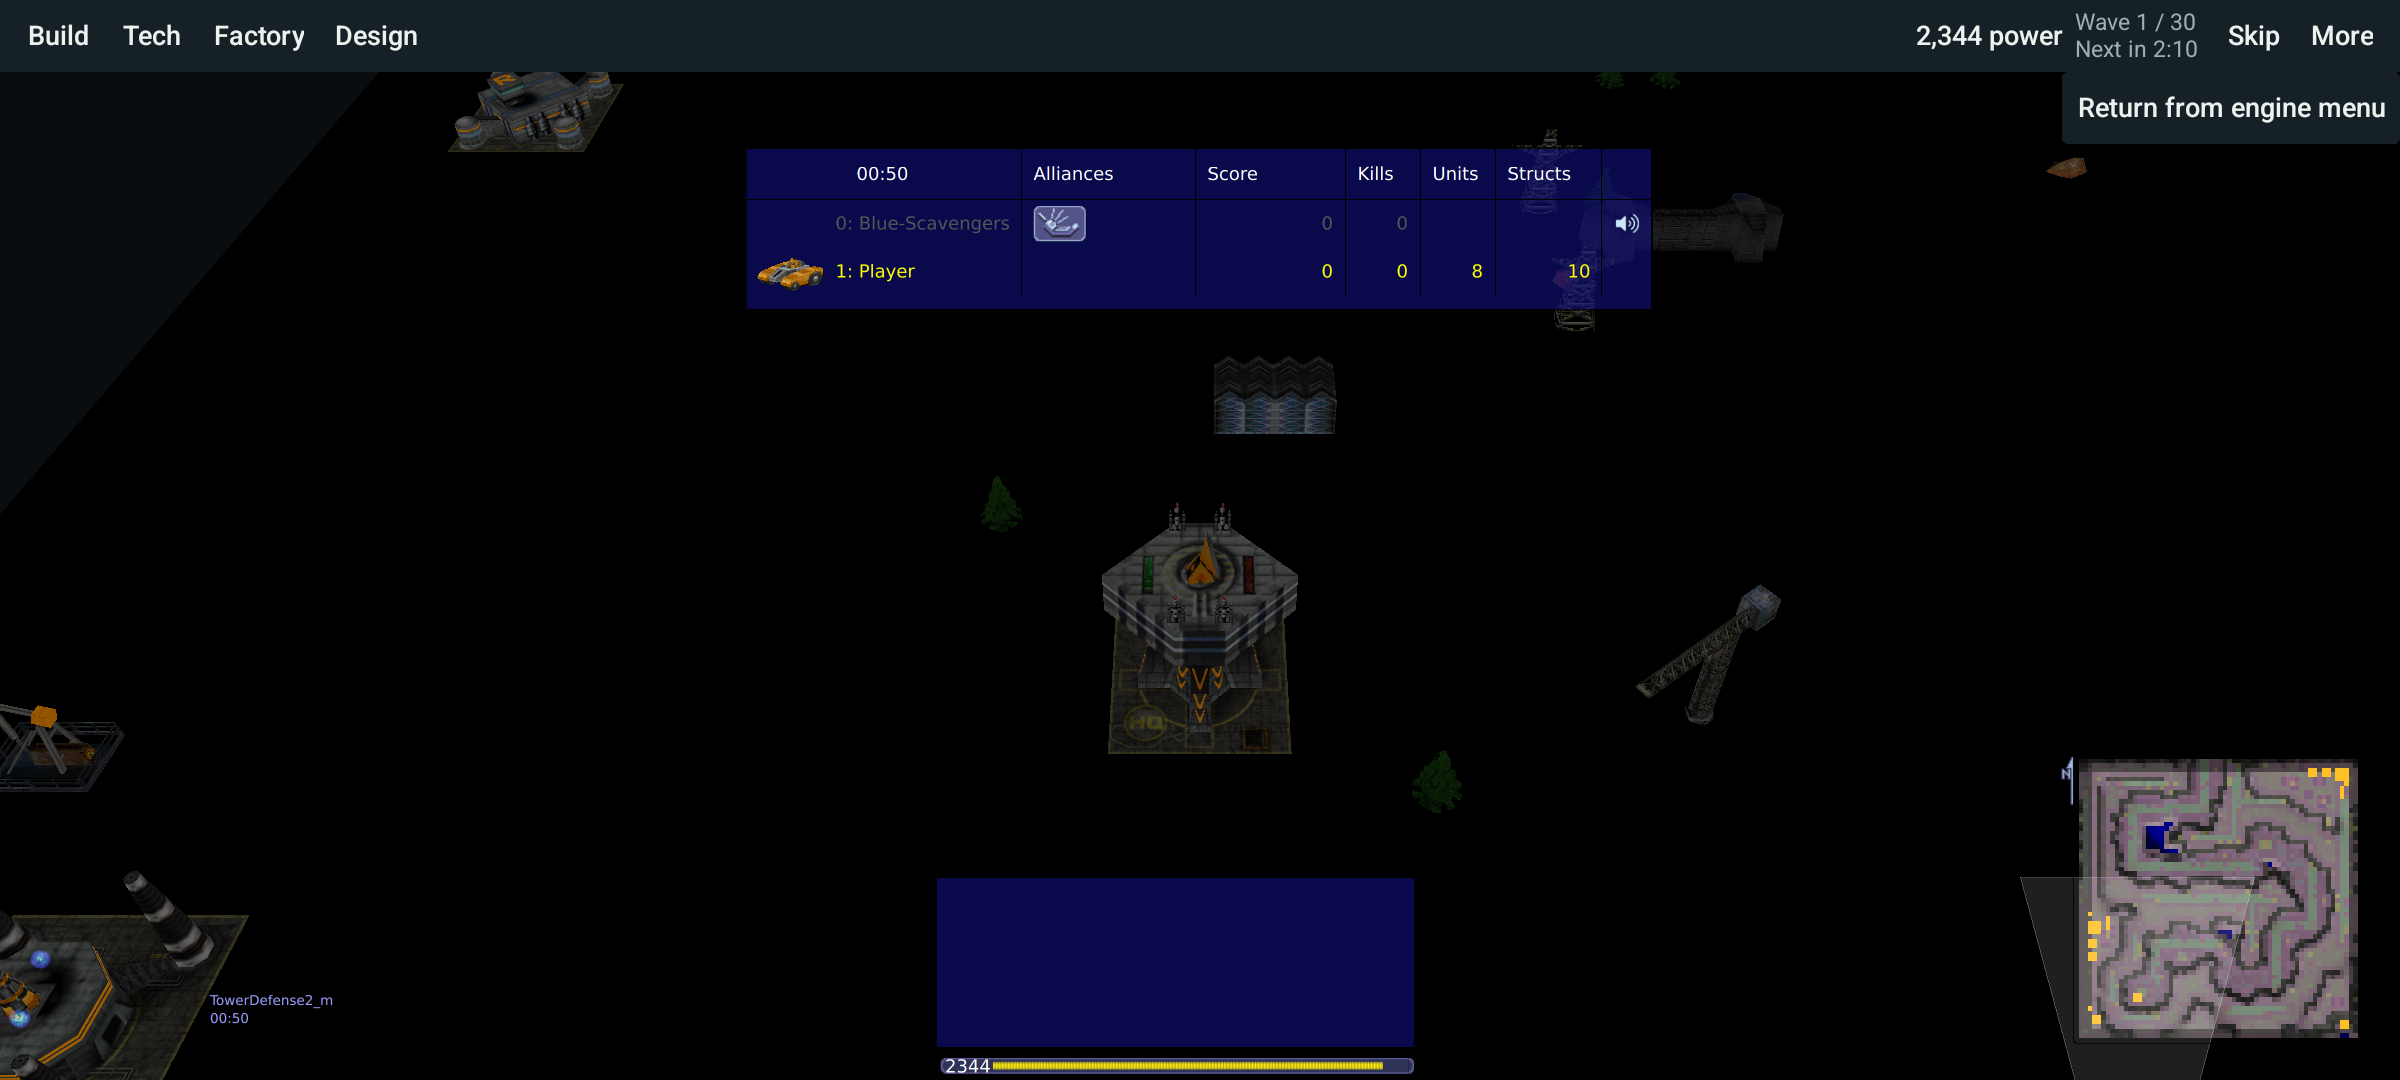 Build Tech Factory Design 2,344 power Wave 1 / 30 Skip More
Next in 2:10
Return from engine menu
00:50 Alliances Score Kills Units Structs
0: Blue-Scavengers 0 0
1: Player 0 0 8 10
HQ
N
TowerDefense2_m
00:50
2344